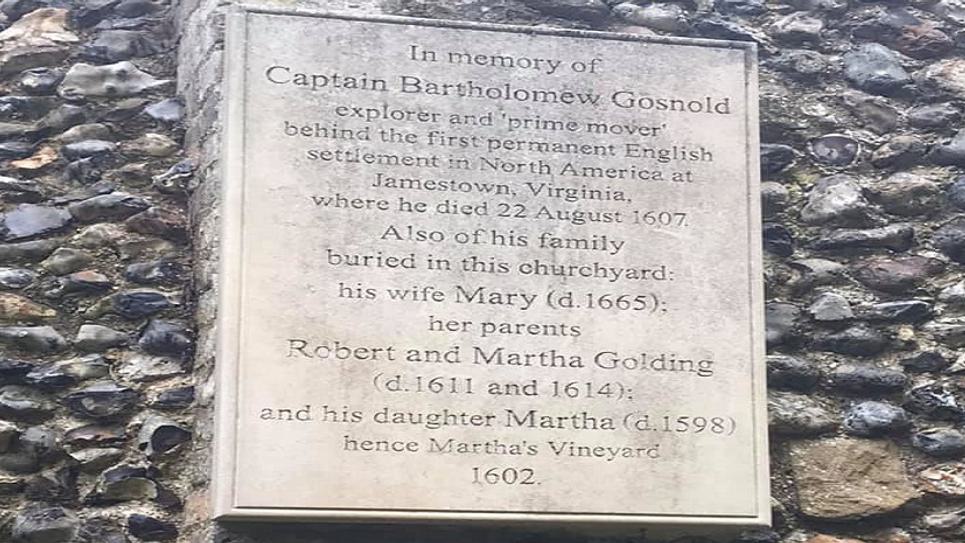 In memory of
Captain Bartholomew Gosnold
explorer and 'prime mover'
behind the first permanent English
settlement in North America at
Jamestown, Virginia,
where he died 22 August 1607.
Also of his family
buried in this churchyard:
his wife Mary (d.1665);
her parents
Robert and Martha Golding
(d.1611 and 1614);
and his daughter Martha (d.1598)
hence Martha's Vineyard
1602.